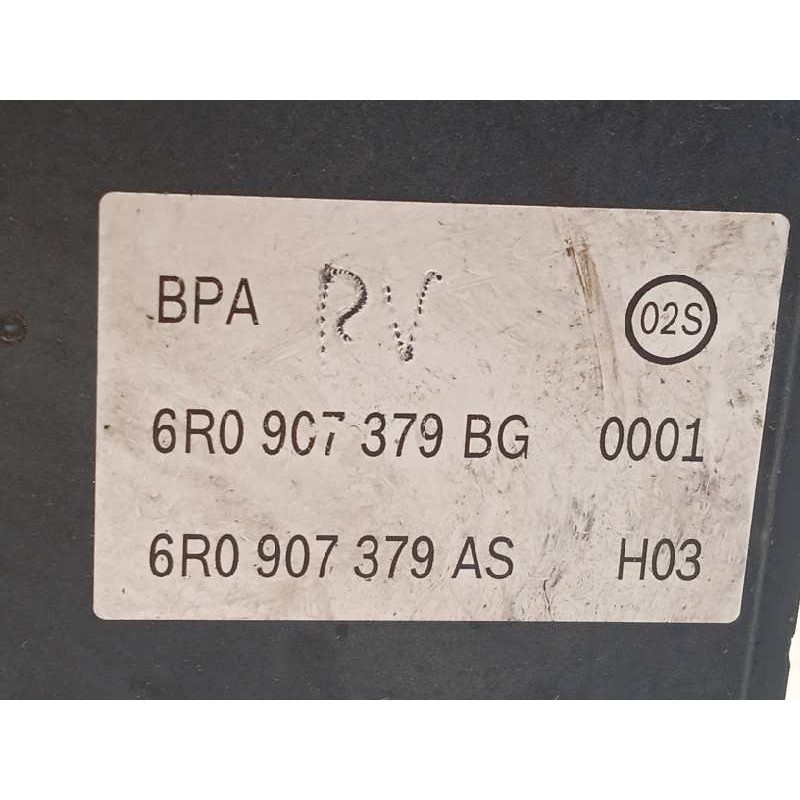 BPA RV 02S
6R0 907 379 BG 0001
6R0 907 379 AS H03